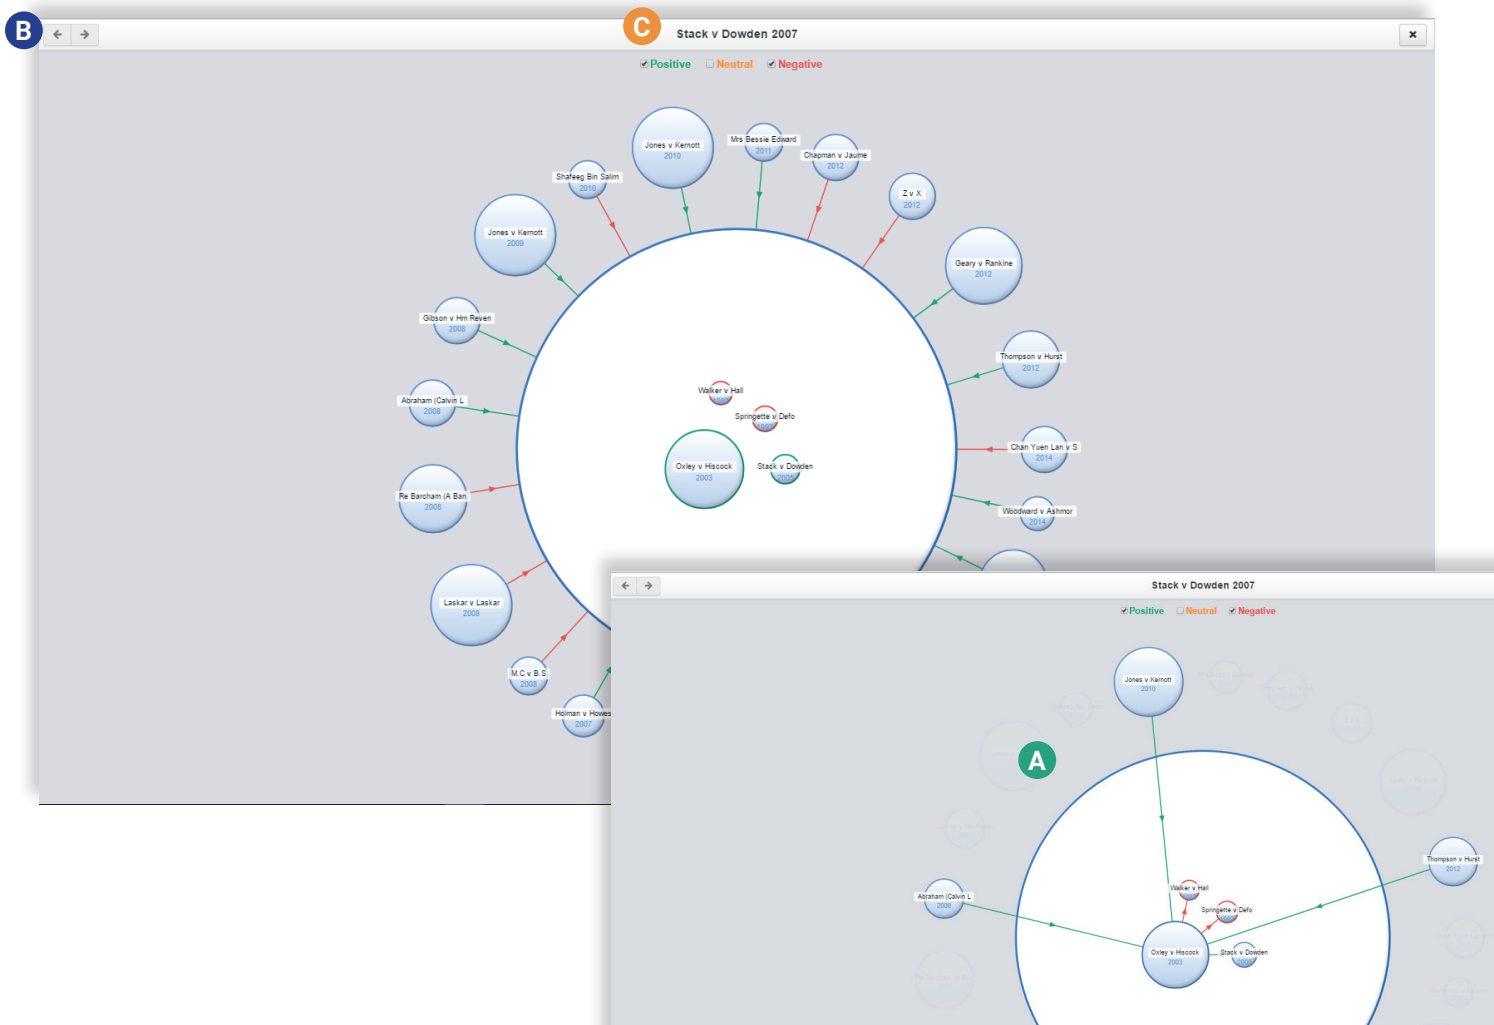 B
C
Stack v Dowden 2007
Positive
Neutral
Negative
Jones v Kernott
2010
Mrs Bessie Edward
2011
Chapman v Jaume
2012
Shafeeg Bin Salim
2010
Z v X
2012
Jones v Kernott
2009
Geary v Rankine
2012
Gibson v Hm Reven
2008
Thompson v Hurst
2012
Abraham (Calvin L
2008
Walker v Hall
Springette v Defo
Chan Yuen Lan v S
2014
Oxley v Hiscock
2003
Stack v Dowden
2005
Re Barcham (A Ban
2008
Woodward v Ashmor
2014
Laskar v Laskar
2008
M.C v B.S
2008
Holman v Howes
2007
Stack v Dowden 2007
Positive
Neutral
Negative
Jones v Kernott
2010
A
Thompson v Hurst
2012
Abraham (Calvin L
2008
Walker v Hall
Springette v Defo
Oxley v Hiscock
2003
Stack v Dowden
2005